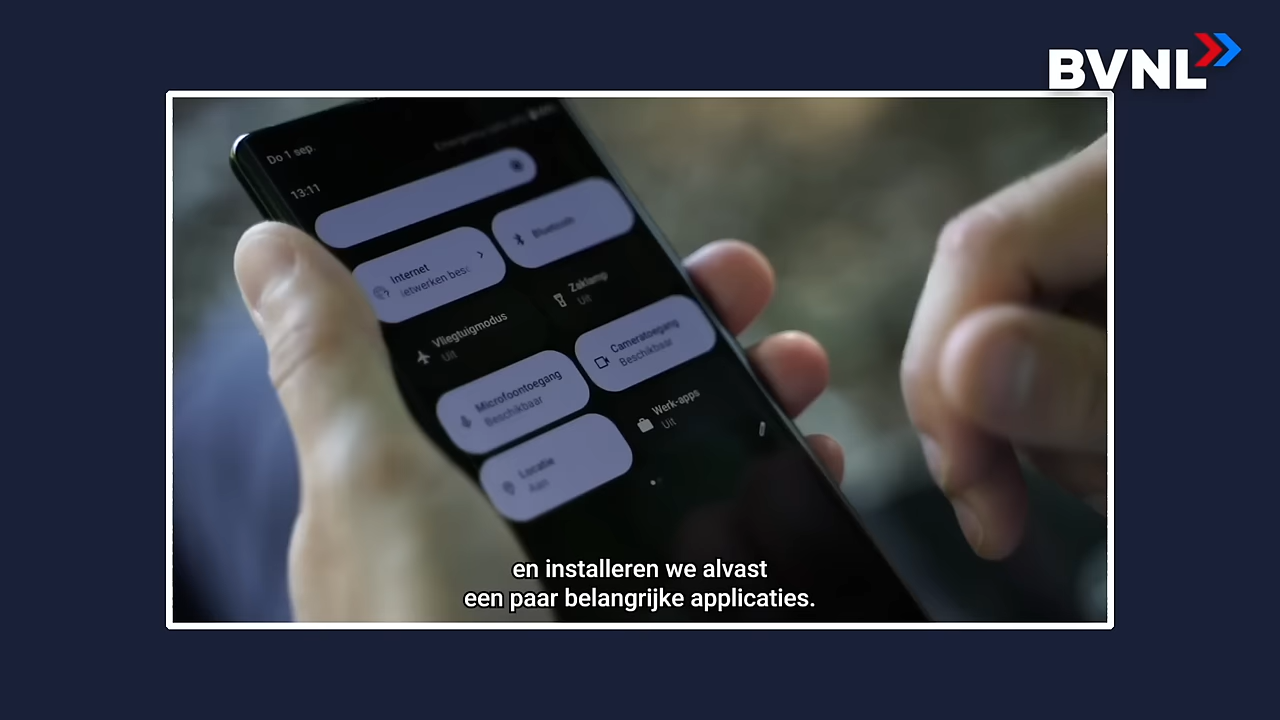 BVNL
Do 1 sep.
13:11
Internet
Bluetooth
Zaklamp
Uit
Vliegtuigmodus
Uit
Cameratoegang
Beschikbaar
Microfoontoegang
Beschikbaar
Werk-apps
Uit
Locatie
Aan
en installeren we alvast
een paar belangrijke applicaties.